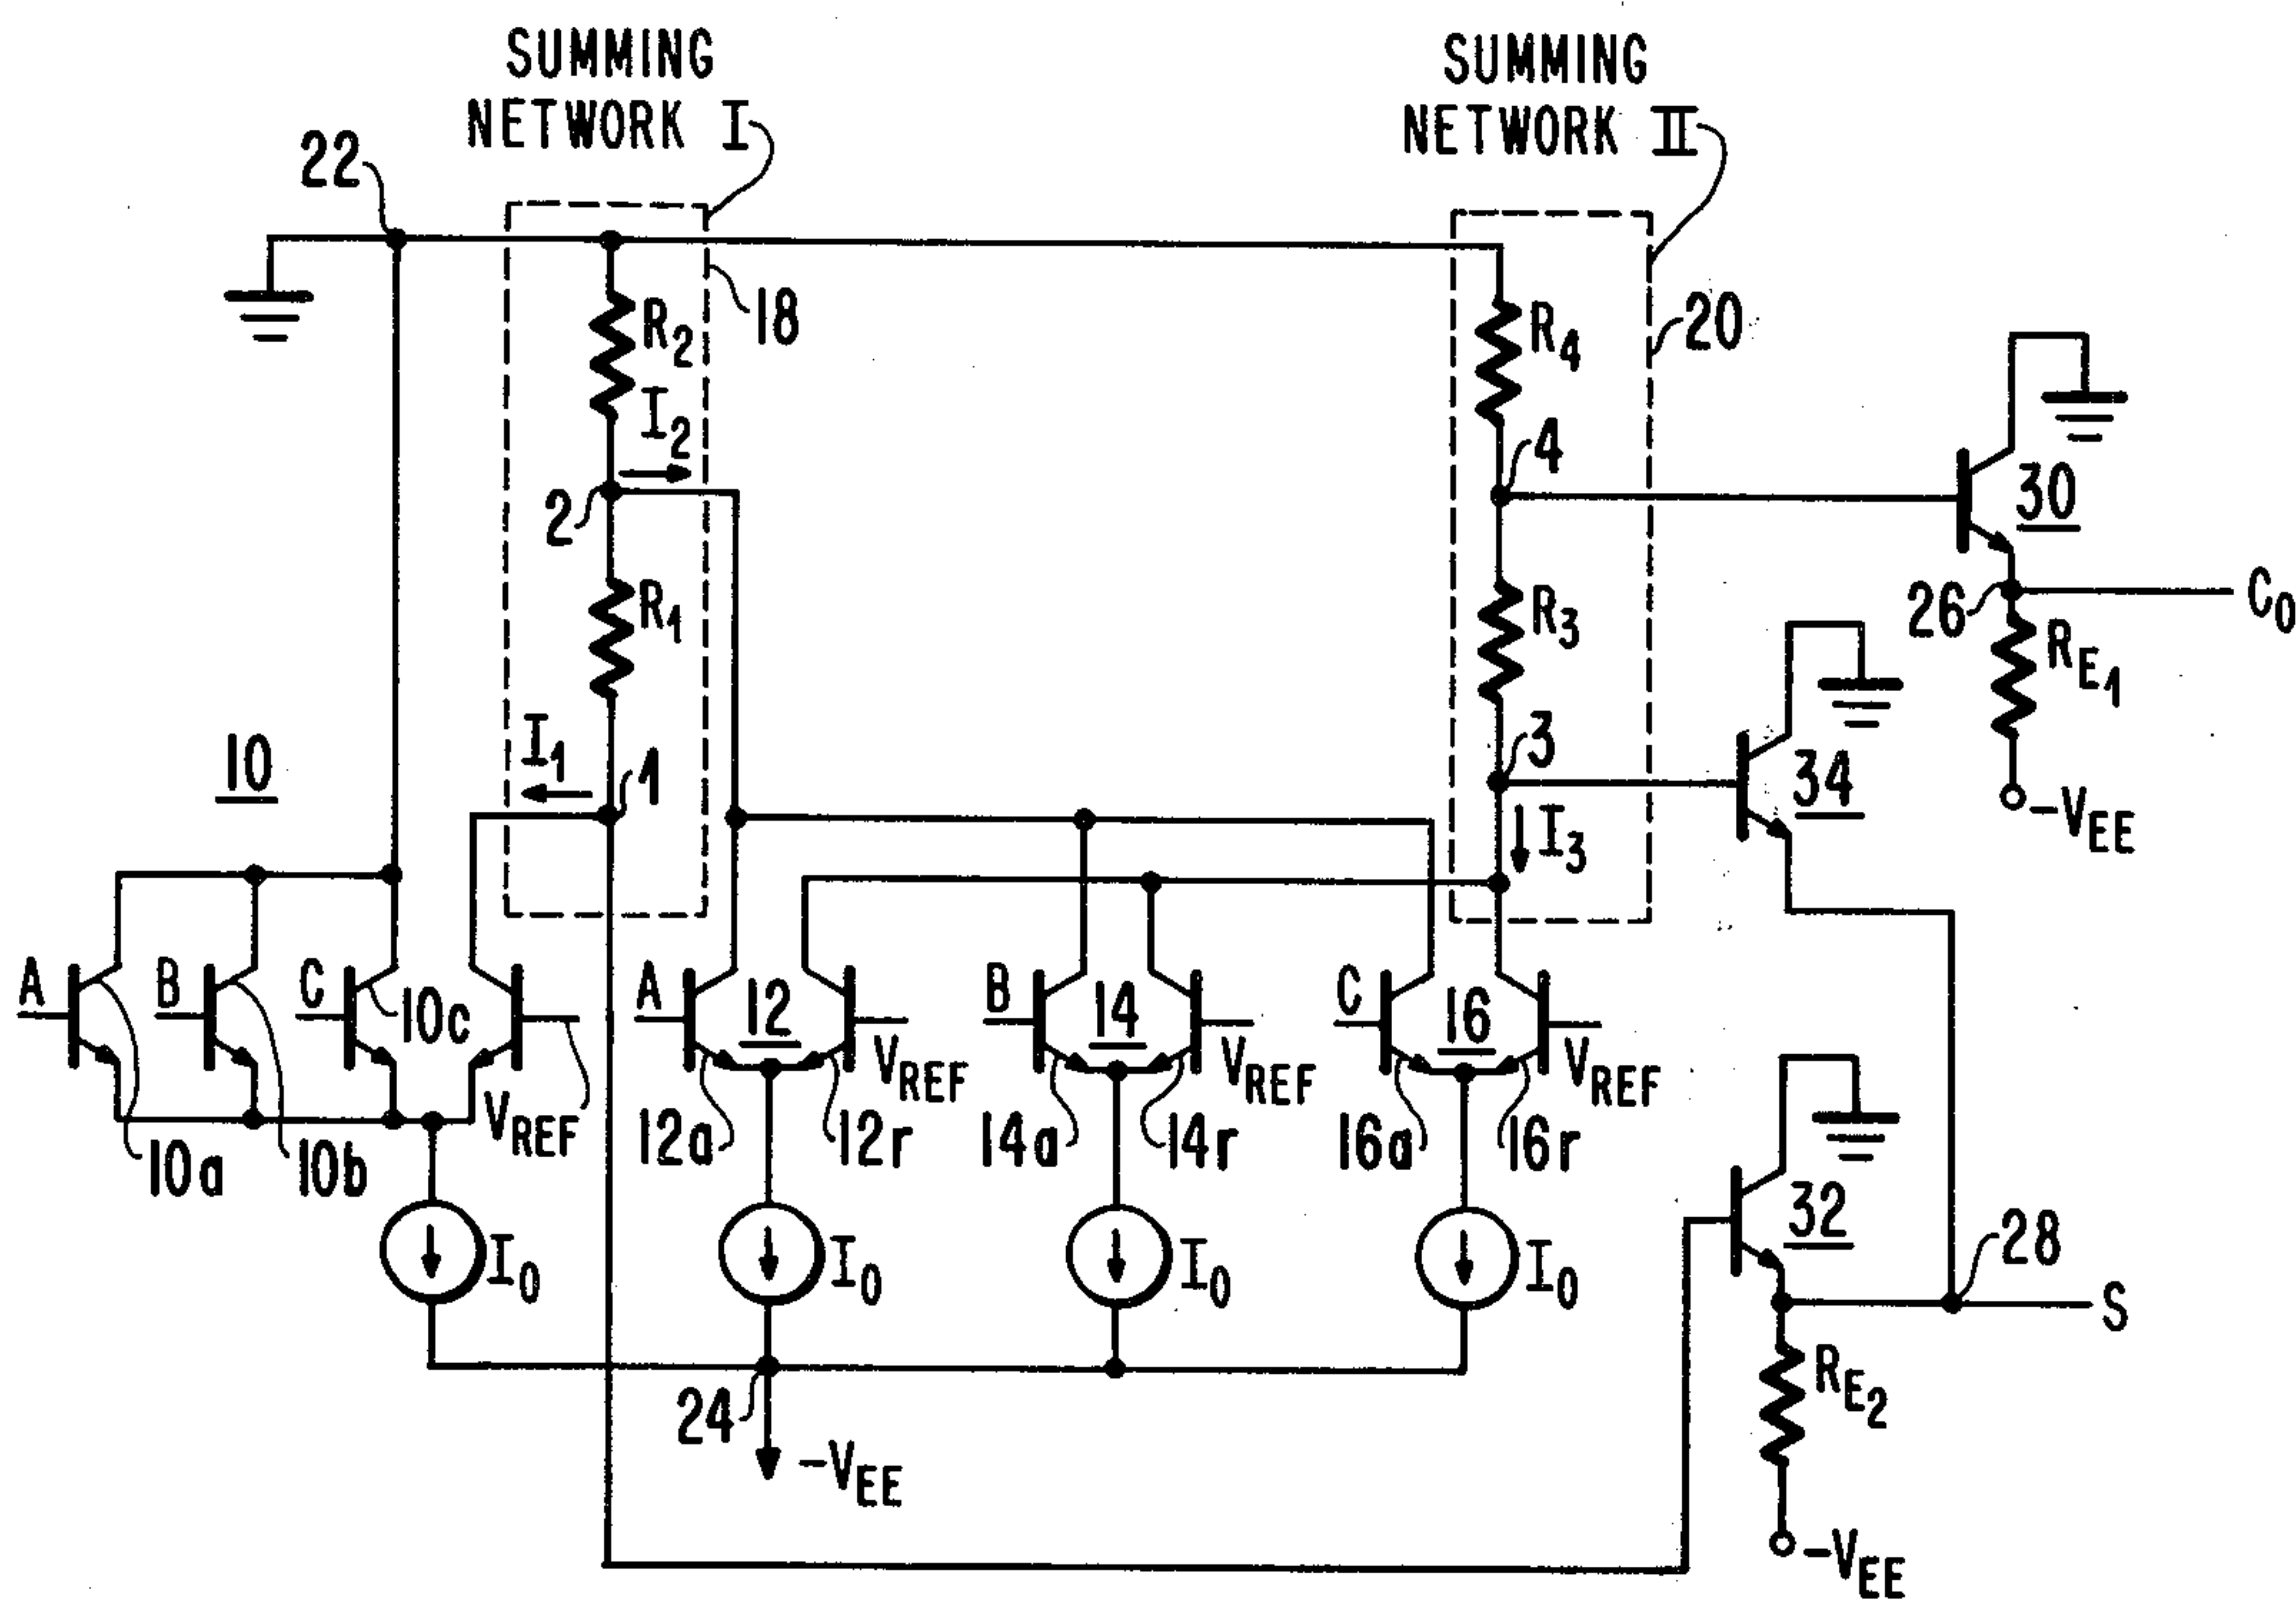 SUMMING
NETWORK I
SUMMING
NETWORK II
22
R2
18
I2
2
R1
I1
1
R4
20
4
30
26
C0
RE1
-VEE
R3
3
I3
34
10
A
B
C
10c
VREF
10a
10b
A
12
VREF
12a
12r
B
14
VREF
14a
14r
C
16
VREF
16a
16r
I0
I0
I0
I0
24
-VEE
32
28
S
RE2
-VEE